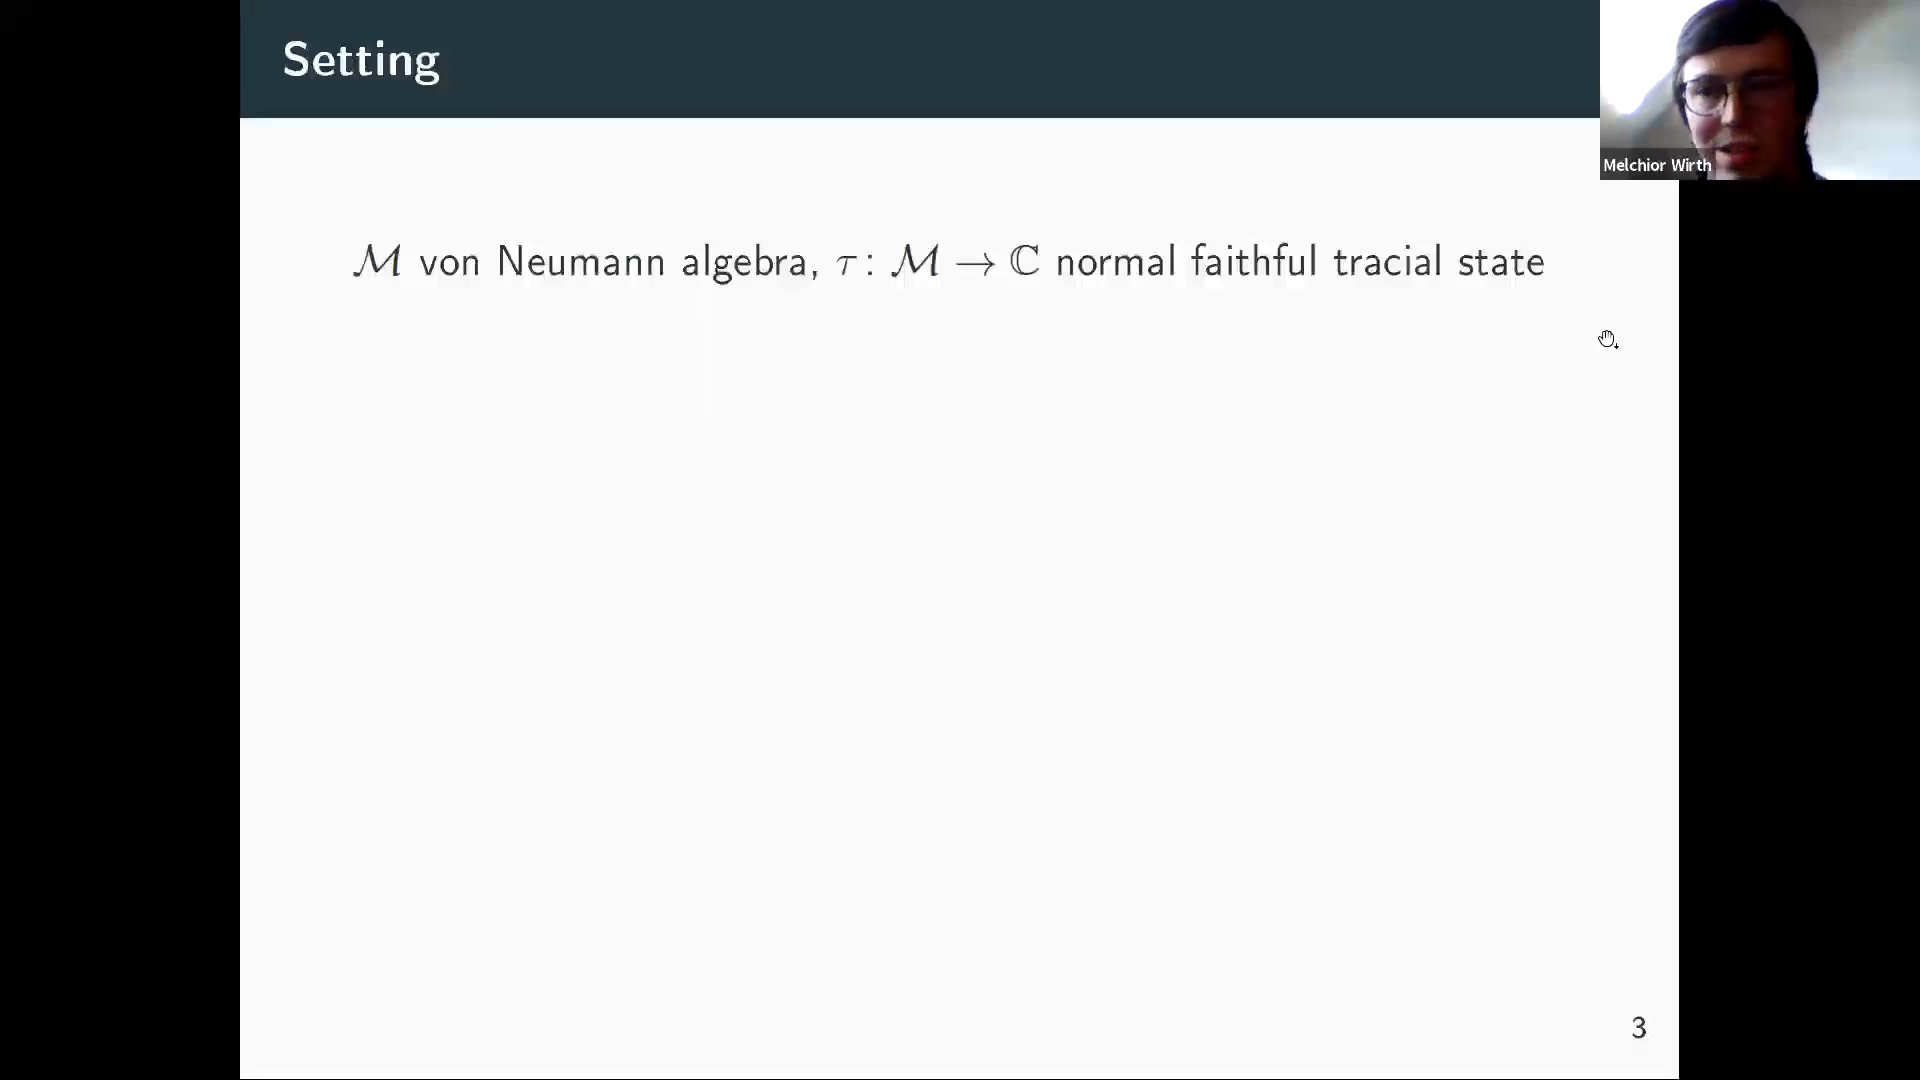 Setting
Melchior Wirth
ℳ von Neumann algebra, τ: ℳ → ℂ normal faithful tracial state
3